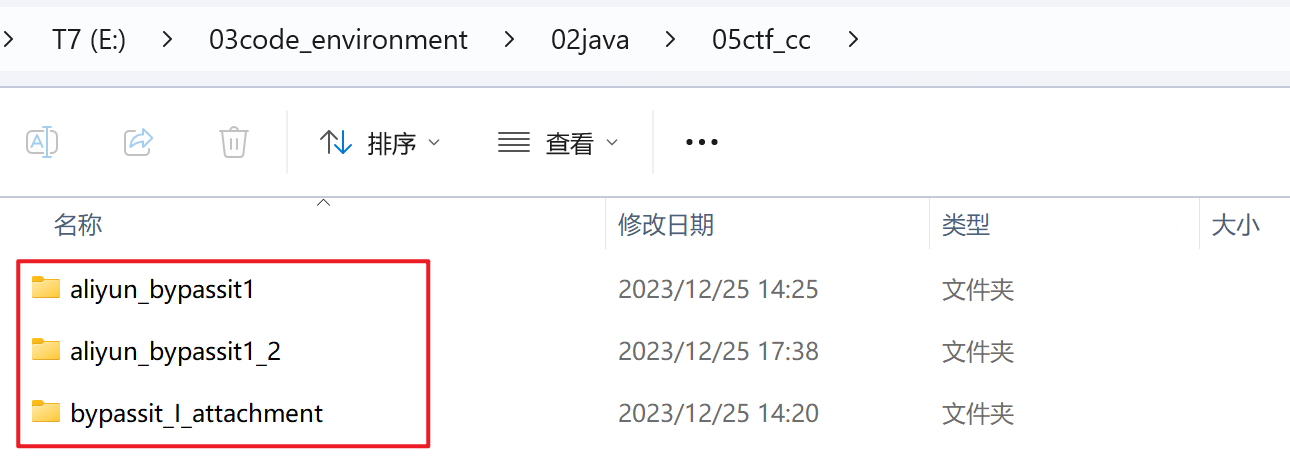 T7 (E:) 03code_environment 02java 05ctf_cc
A 排序 查看
名称 修改日期 类型 大小
aliyun_bypassit1 2023/12/25 14:25 文件夹
aliyun_bypassit1_2 2023/12/25 17:38 文件夹
bypassit_I_attachment 2023/12/25 14:20 文件夹